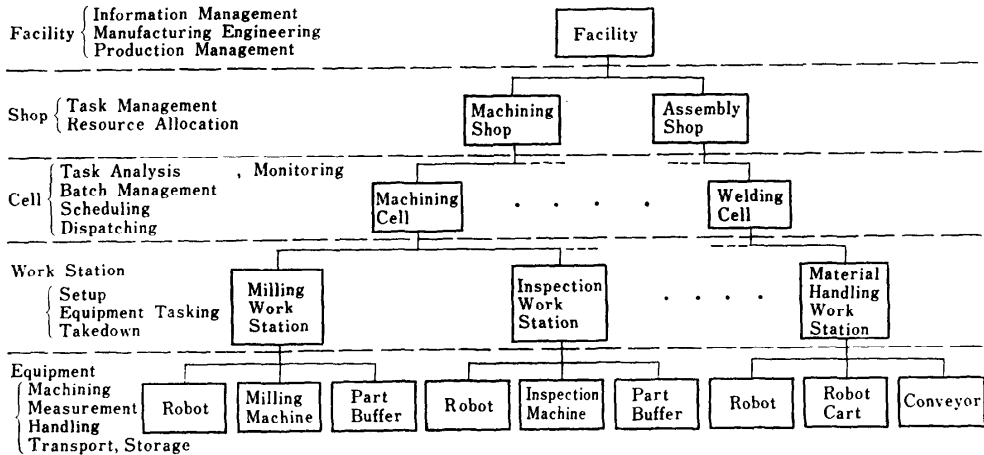 Facility
Information Management
Manufacturing Engineering
Production Management
Facility
Shop
Task Management
Resource Allocation
Machining
Shop
Assembly
Shop
Cell
Task Analysis , Monitoring
Batch Management
Scheduling
Dispatching
Machining
Cell
. . . .
Welding
Cell
Work Station
Setup
Equipment Tasking
Takedown
Milling
Work
Station
Inspection
Work
Station
. . . .
Material
Handling
Work
Station
Equipment
Machining
Measurement
Handling
Transport, Storage
Robot
Milling
Machine
Part
Buffer
Robot
Inspection
Machine
Part
Buffer
Robot
Robot
Cart
Conveyor